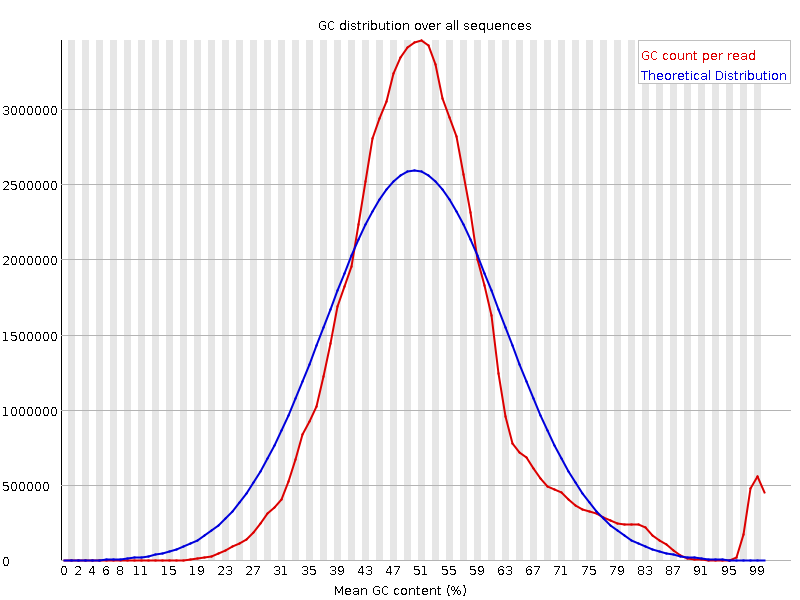 GC distribution over all sequences
GC count per read
Theoretical Distribution
3000000
2500000
2000000
1500000
1000000
500000
0
0 2 4 6 8 11 15 19 23 27 31 35 39 43 47 51 55 59 63 67 71 75 79 83 87 91 95 99
Mean GC content (%)